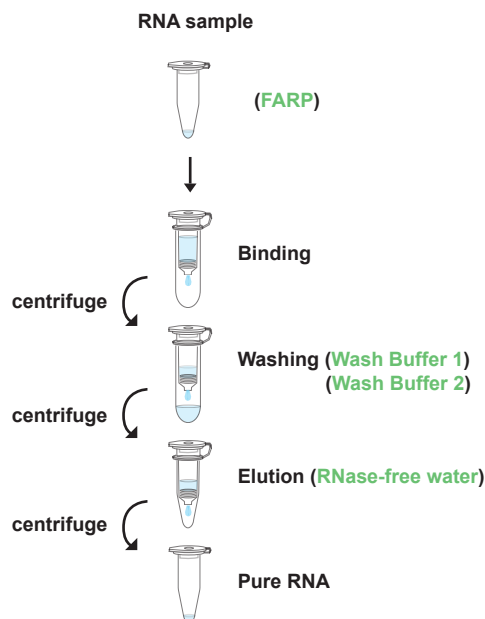 RNA sample
(FARP)
Binding
centrifuge
Washing (Wash Buffer 1)
(Wash Buffer 2)
centrifuge
Elution (RNase-free water)
centrifuge
Pure RNA